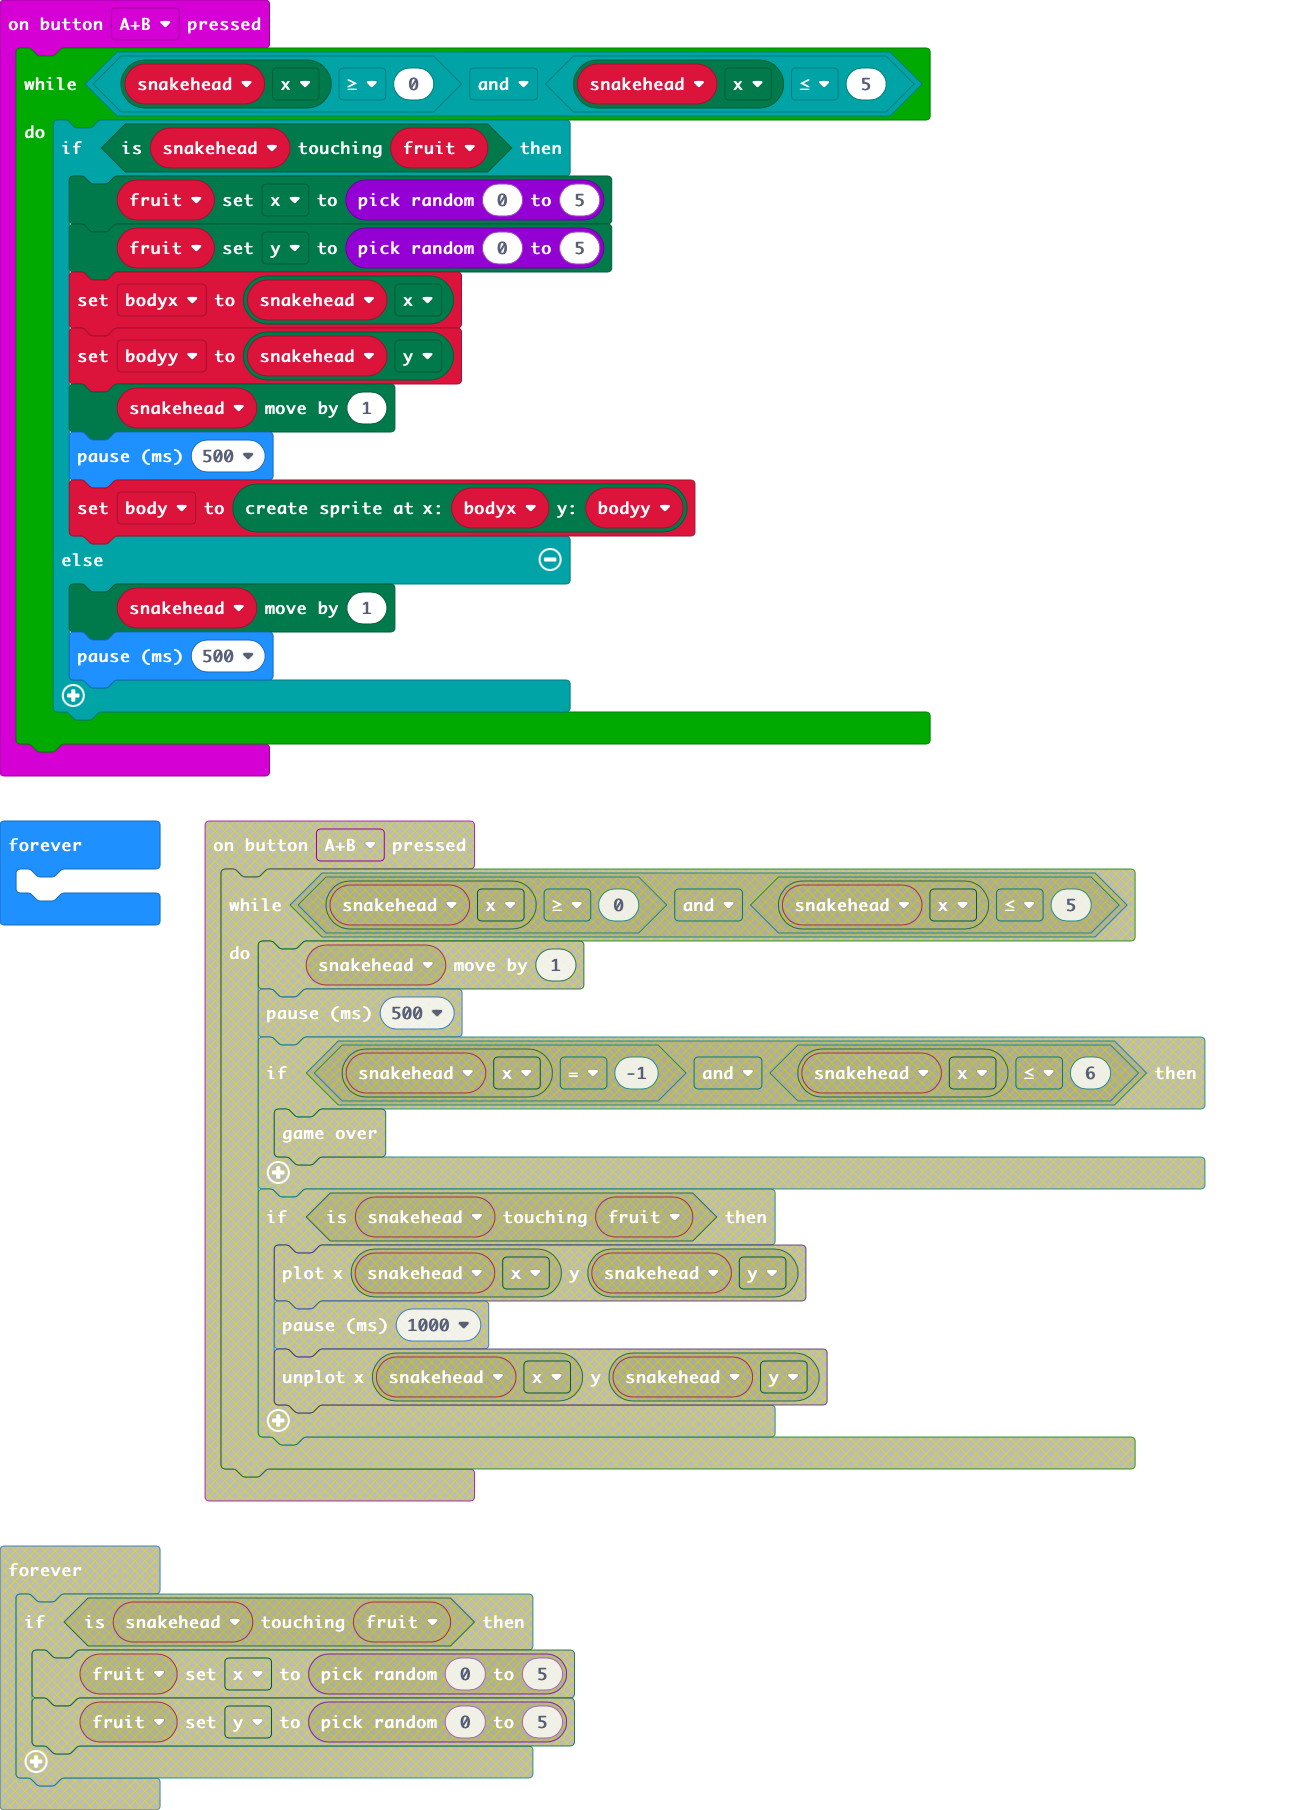 on button A+B pressed
while snakehead x ≥ 0 and snakehead x ≤ 5
do
if is snakehead touching fruit then
fruit set x to pick random 0 to 5
fruit set y to pick random 0 to 5
set bodyx to snakehead x
set bodyy to snakehead y
snakehead move by 1
pause (ms) 500
set body to create sprite at x: bodyx y: bodyy
else
snakehead move by 1
pause (ms) 500
forever
on button A+B pressed
while snakehead x ≥ 0 and snakehead x ≤ 5
do
snakehead move by 1
pause (ms) 500
if snakehead x = -1 and snakehead x ≤ 6 then
game over
if is snakehead touching fruit then
plot x snakehead x y snakehead y
pause (ms) 1000
unplot x snakehead x y snakehead y
forever
if is snakehead touching fruit then
fruit set x to pick random 0 to 5
fruit set y to pick random 0 to 5